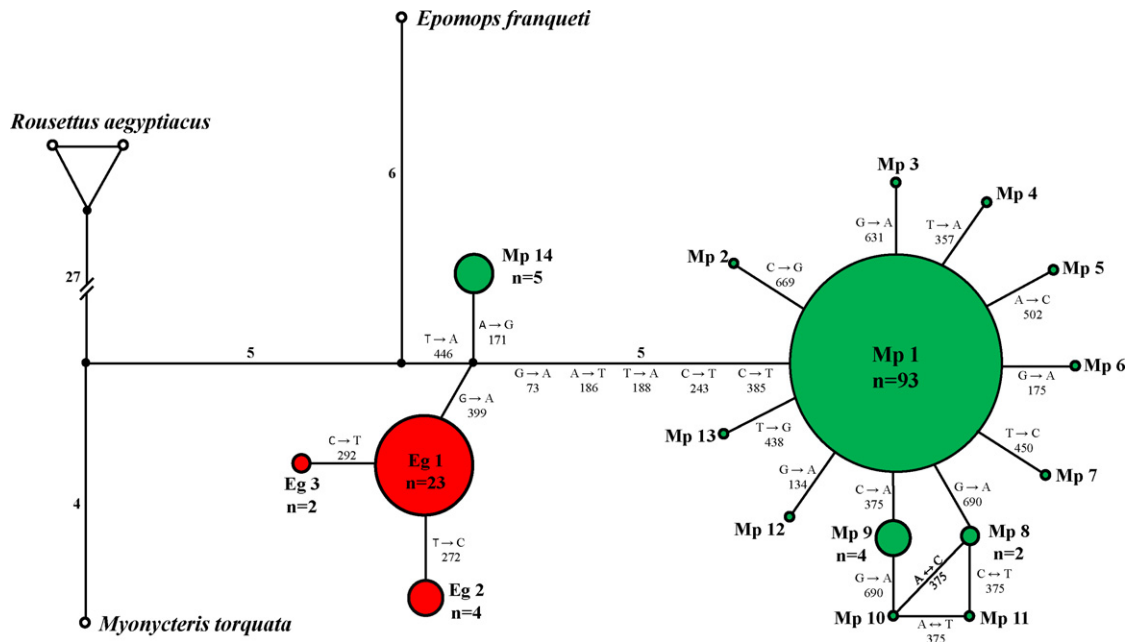 Epomops franqueti
Rousettus aegyptiacus
6
27
Mp 14
n=5
A→G
171
T→A
446
5
5
G→A
73
A→T
186
T→A
188
C→T
243
C→T
385
G→A
399
C→T
292
Eg 3
n=2
Eg 1
n=23
T→C
272
Eg 2
n=4
4
Myonycteris torquata
Mp 3
G→A
631
Mp 4
T→A
357
Mp 2
C→G
669
Mp 5
A→C
502
Mp 1
n=93
Mp 6
G→A
175
Mp 13
T→G
438
T→C
450
Mp 7
G→A
134
Mp 12
C→A
375
G→A
690
Mp 9
n=4
Mp 8
n=2
G→A
690
A↔C
375
C↔T
375
Mp 10
Mp 11
A↔T
375